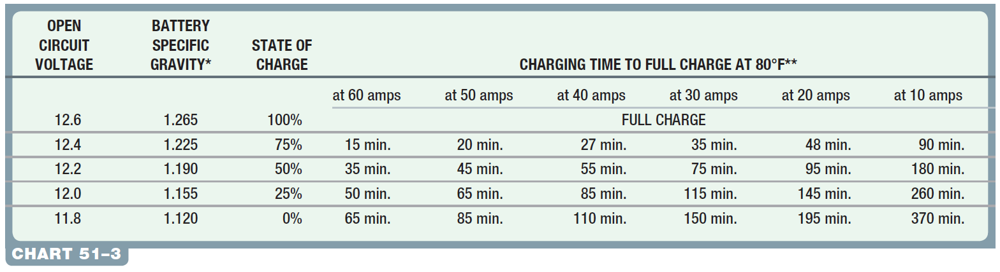 OPEN CIRCUIT VOLTAGE BATTERY SPECIFIC GRAVITY* STATE OF CHARGE CHARGING TIME TO FULL CHARGE AT 80°F**
at 60 amps at 50 amps at 40 amps at 30 amps at 20 amps at 10 amps
12.6 1.265 100% FULL CHARGE
12.4 1.225 75% 15 min. 20 min. 27 min. 35 min. 48 min. 90 min.
12.2 1.190 50% 35 min. 45 min. 55 min. 75 min. 95 min. 180 min.
12.0 1.155 25% 50 min. 65 min. 85 min. 115 min. 145 min. 260 min.
11.8 1.120 0% 65 min. 85 min. 110 min. 150 min. 195 min. 370 min.
CHART 51–3